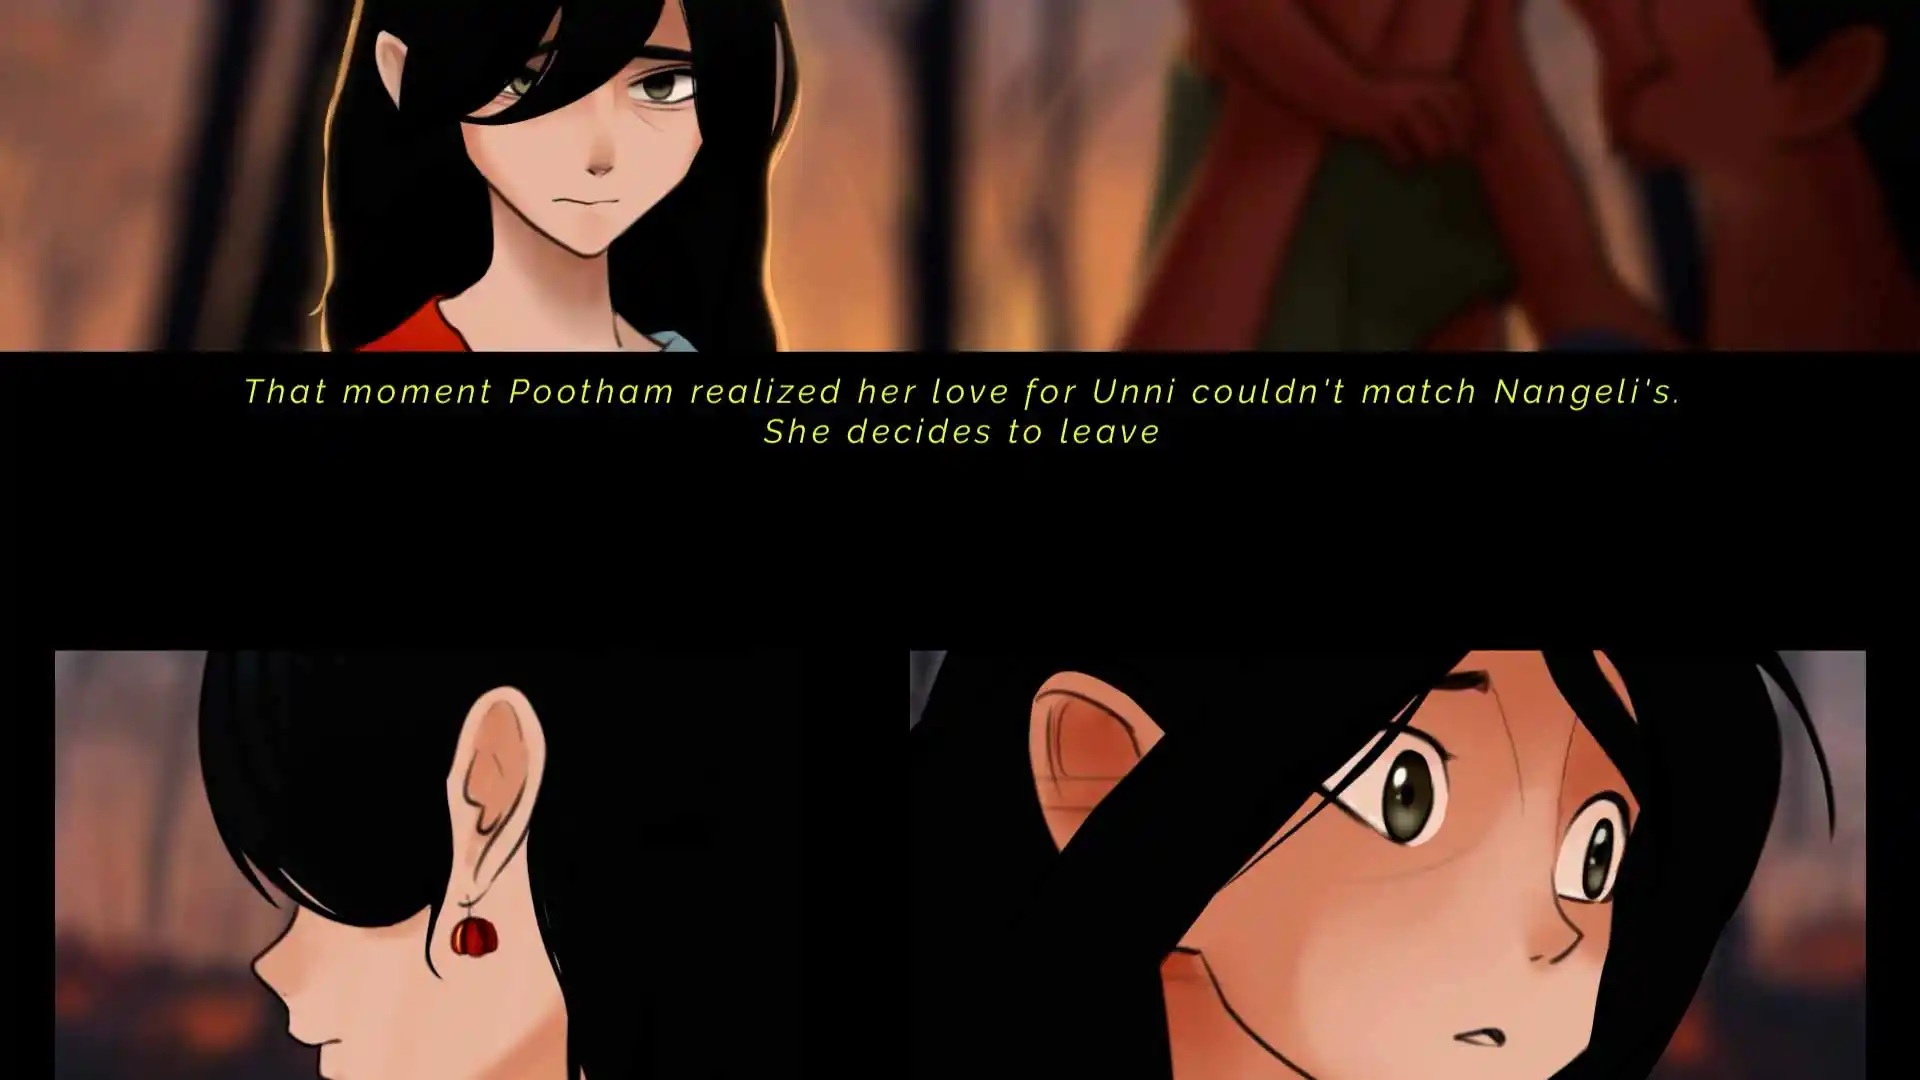 That moment Pootham realized her love for Unni couldn't match Nangeli's.
She decides to leave